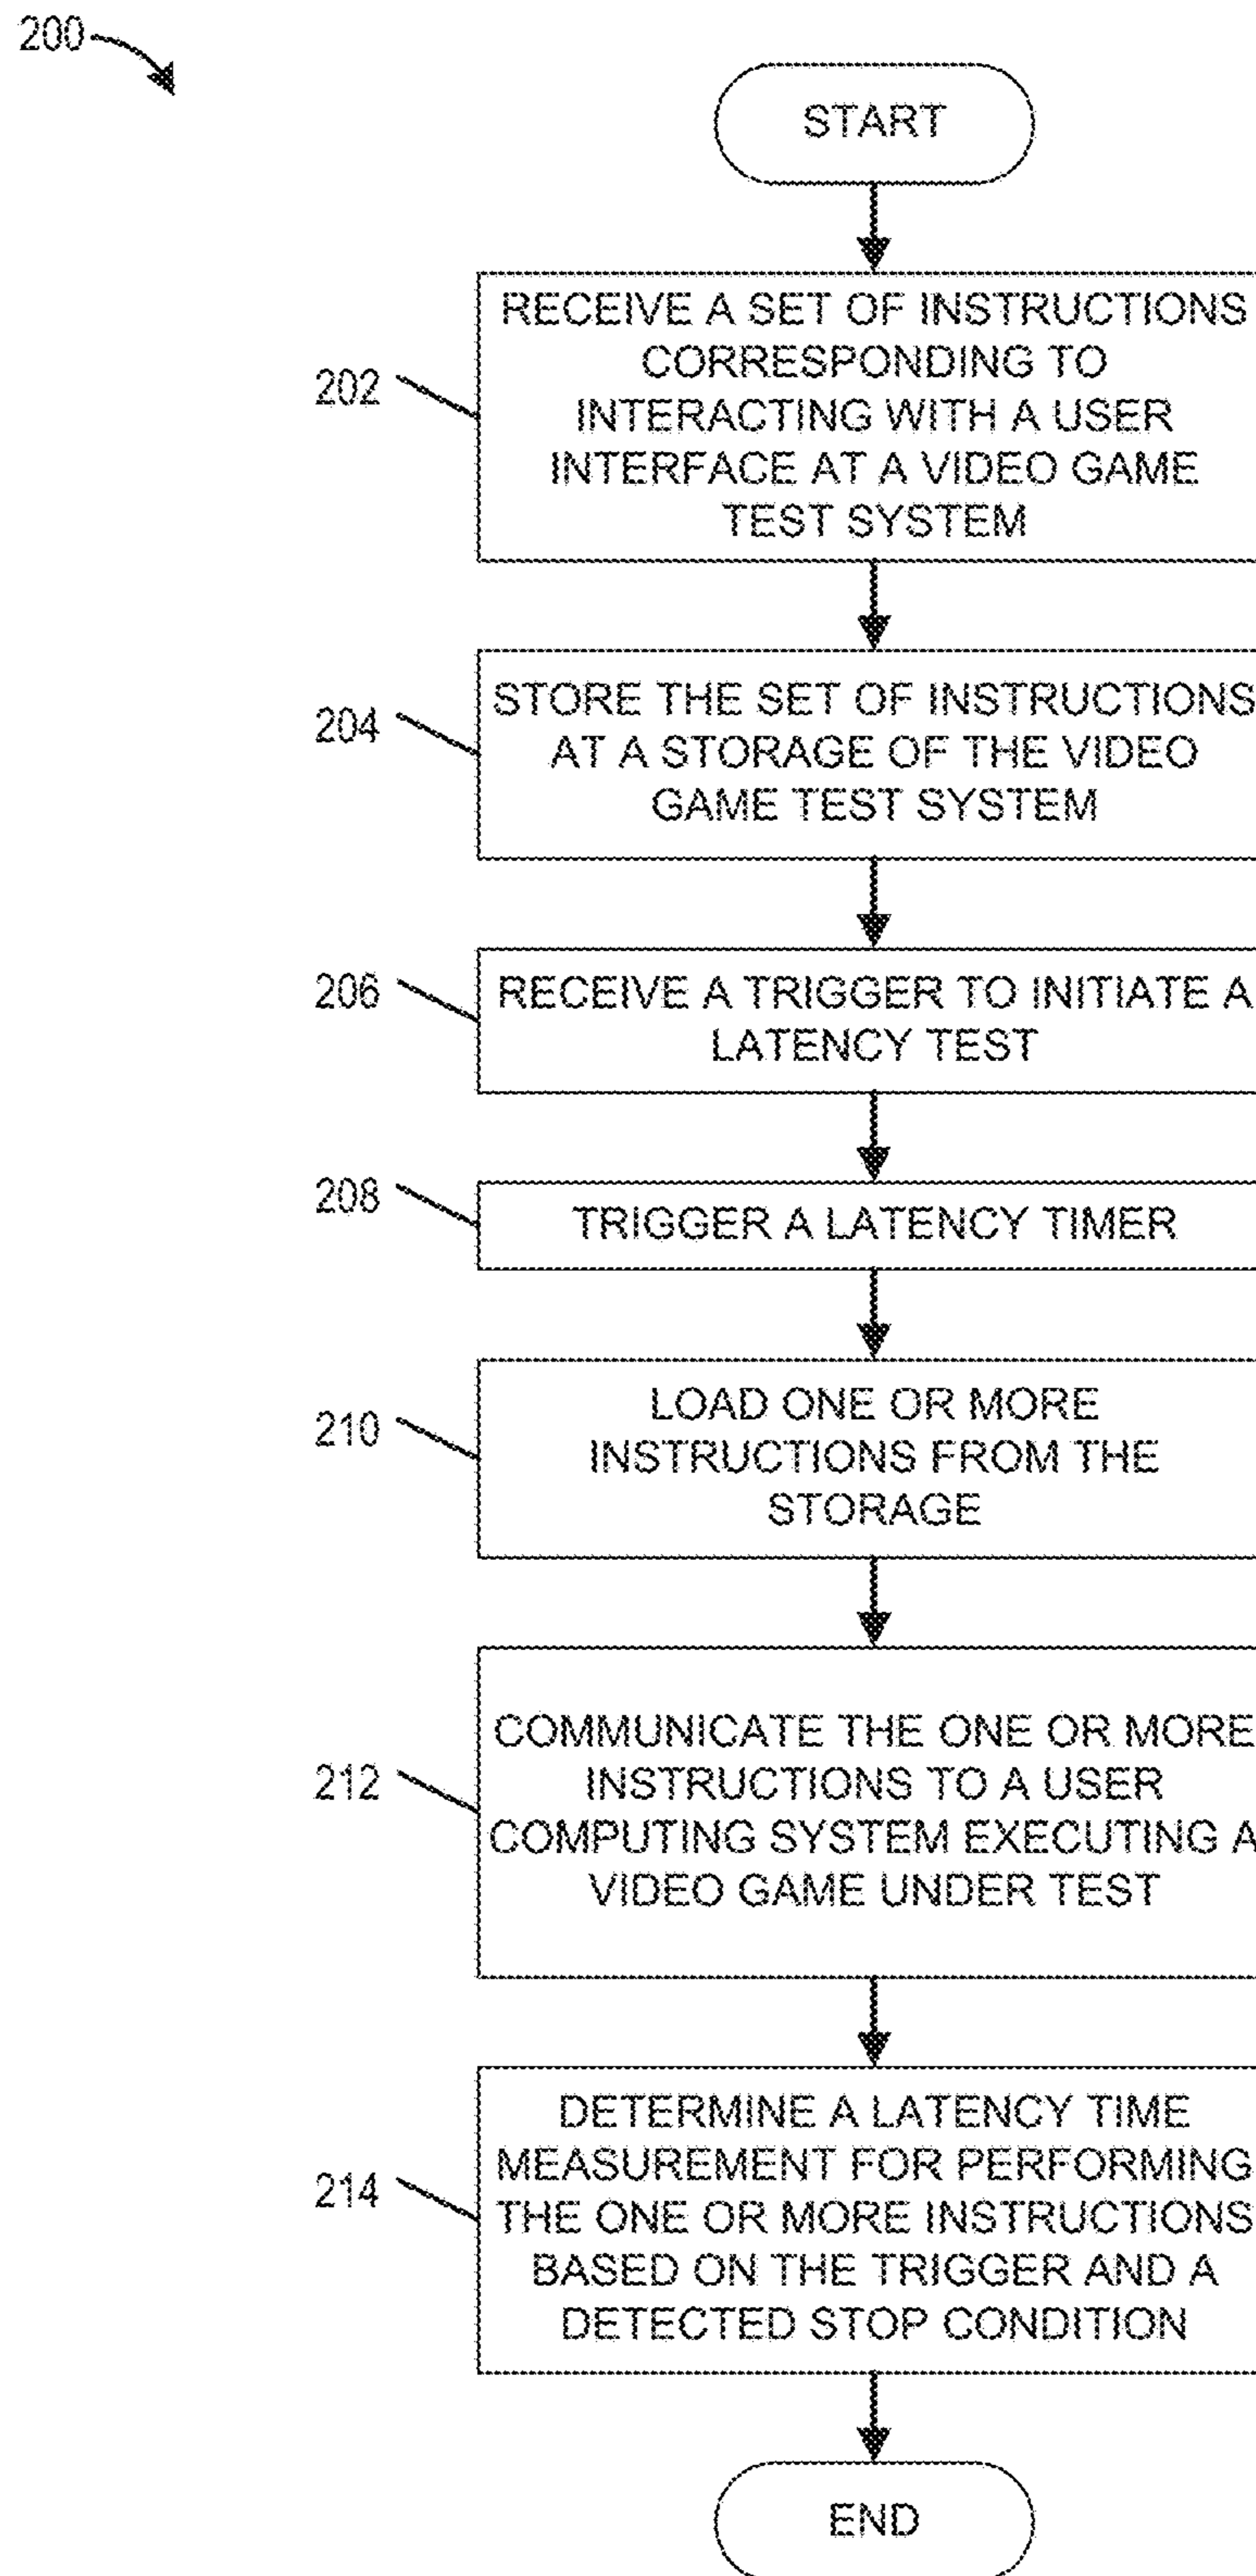 200
START
202
RECEIVE A SET OF INSTRUCTIONS
CORRESPONDING TO
INTERACTING WITH A USER
INTERFACE AT A VIDEO GAME
TEST SYSTEM
204
STORE THE SET OF INSTRUCTIONS
AT A STORAGE OF THE VIDEO
GAME TEST SYSTEM
206
RECEIVE A TRIGGER TO INITIATE A
LATENCY TEST
208
TRIGGER A LATENCY TIMER
210
LOAD ONE OR MORE
INSTRUCTIONS FROM THE
STORAGE
212
COMMUNICATE THE ONE OR MORE
INSTRUCTIONS TO A USER
COMPUTING SYSTEM EXECUTING A
VIDEO GAME UNDER TEST
214
DETERMINE A LATENCY TIME
MEASUREMENT FOR PERFORMING
THE ONE OR MORE INSTRUCTIONS
BASED ON THE TRIGGER AND A
DETECTED STOP CONDITION
END